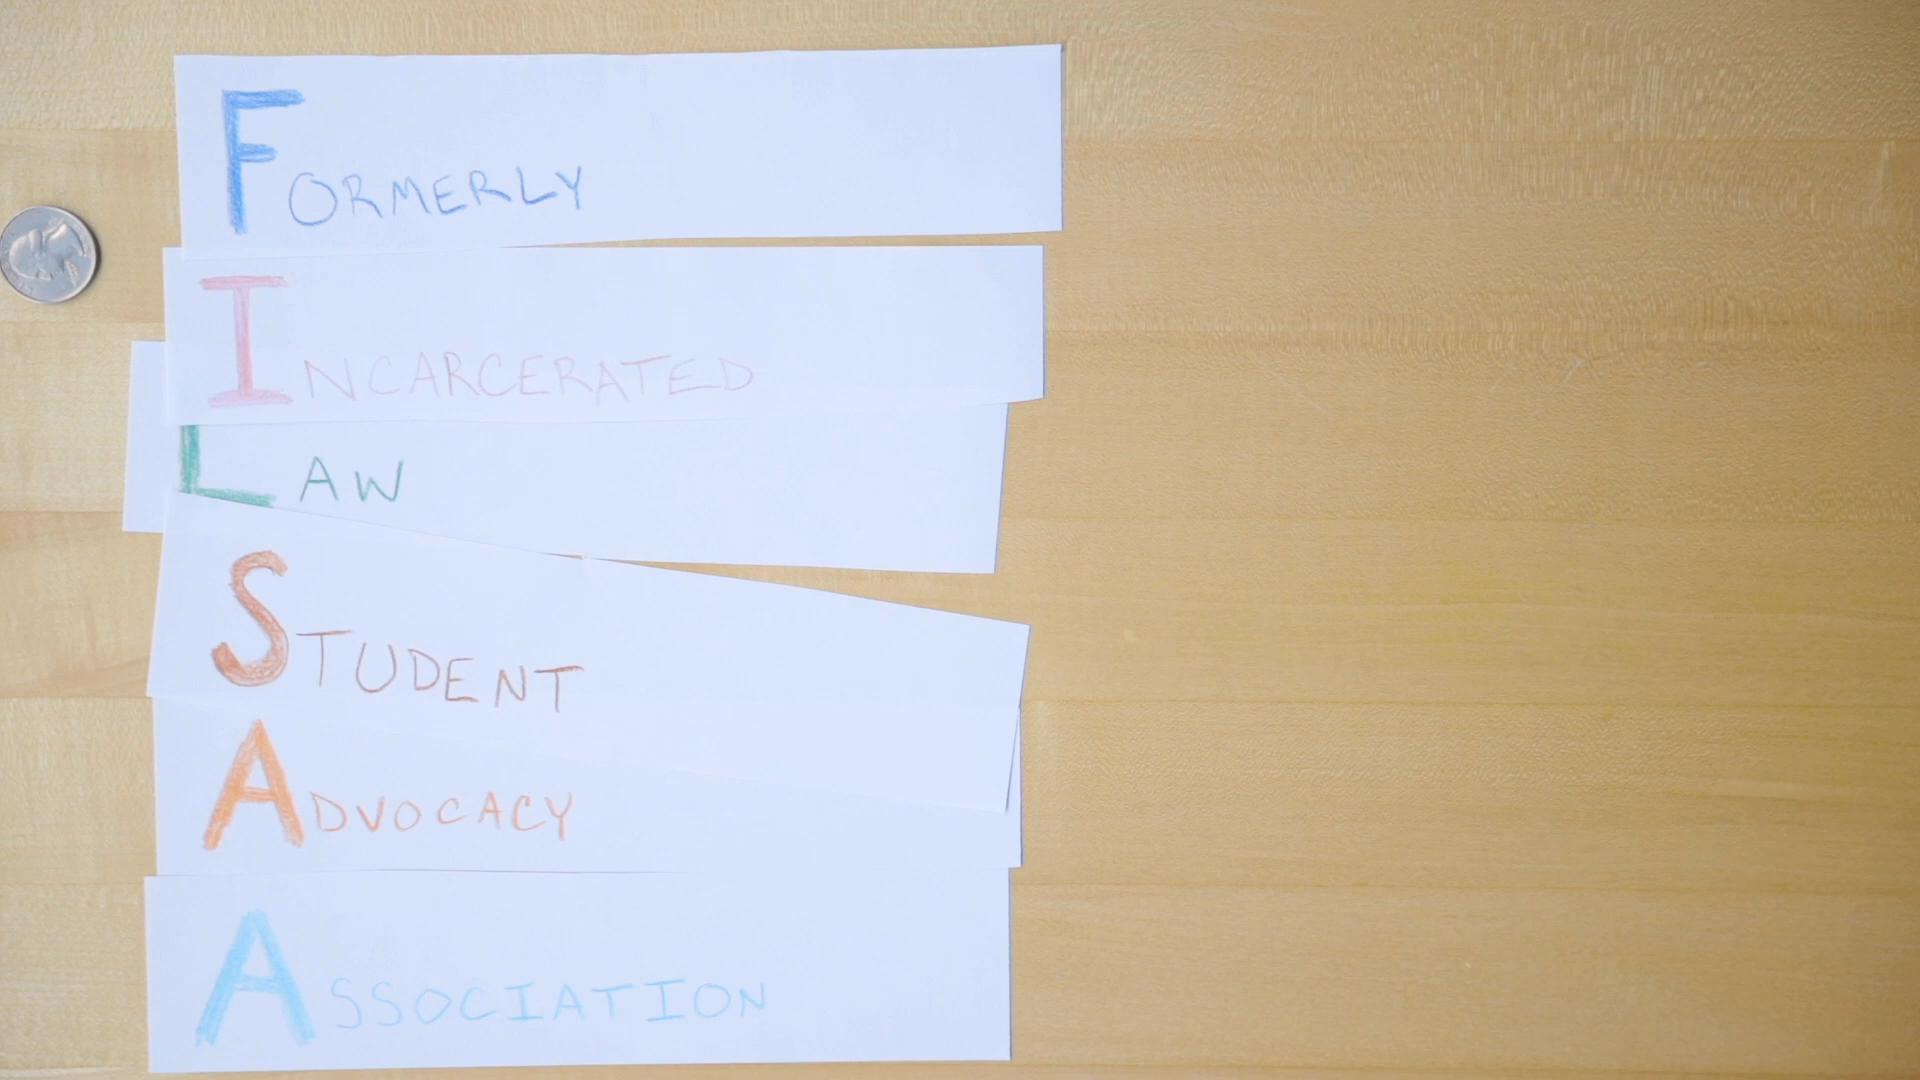 FORMERLY
INCARCERATED
LAW
STUDENT
ADVOCACY
ASSOCIATION